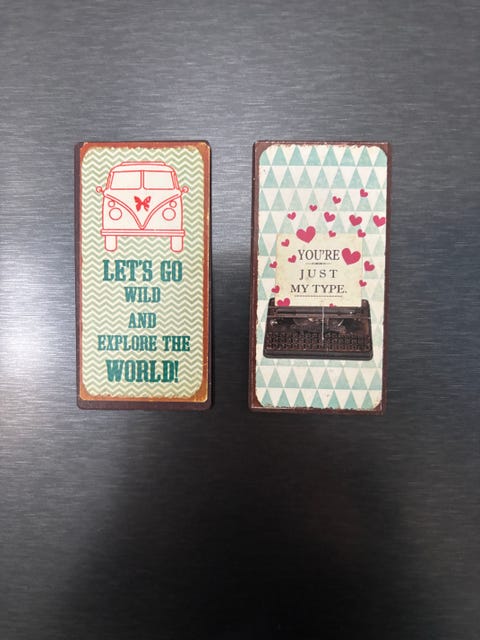 LET'S GO
WILD
AND
EXPLORE THE
WORLD!
YOU'RE
JUST
MY TYPE.